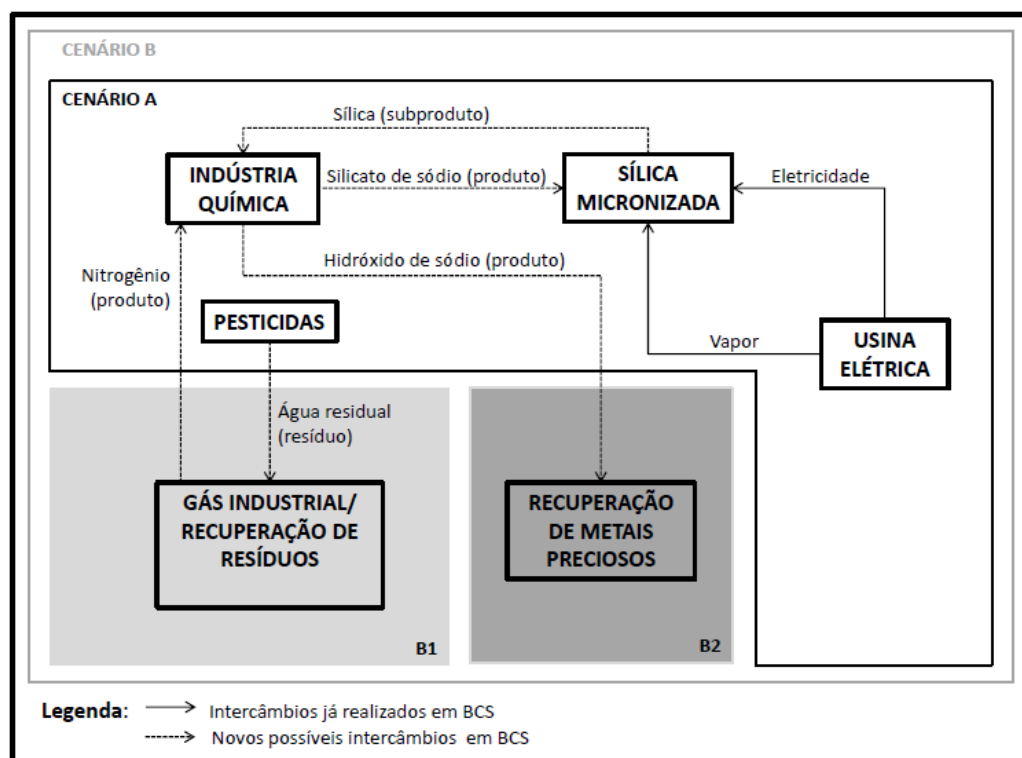 CENÁRIO B
CENÁRIO A
Sílica (subproduto)
INDÚSTRIA
QUÍMICA
Silicato de sódio (produto)
SÍLICA
MICRONIZADA
Eletricidade
Hidróxido de sódio (produto)
Nitrogênio
(produto)
PESTICIDAS
Vapor
USINA
ELÉTRICA
Água residual
(resíduo)
GÁS INDUSTRIAL/
RECUPERAÇÃO DE
RESÍDUOS
RECUPERAÇÃO
DE METAIS
PRECIOSOS
B1
B2
Legenda:
Intercâmbios já realizados em BCS
Novos possíveis intercâmbios em BCS